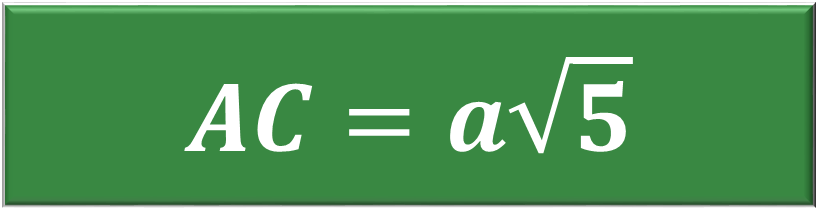 AC = a√5